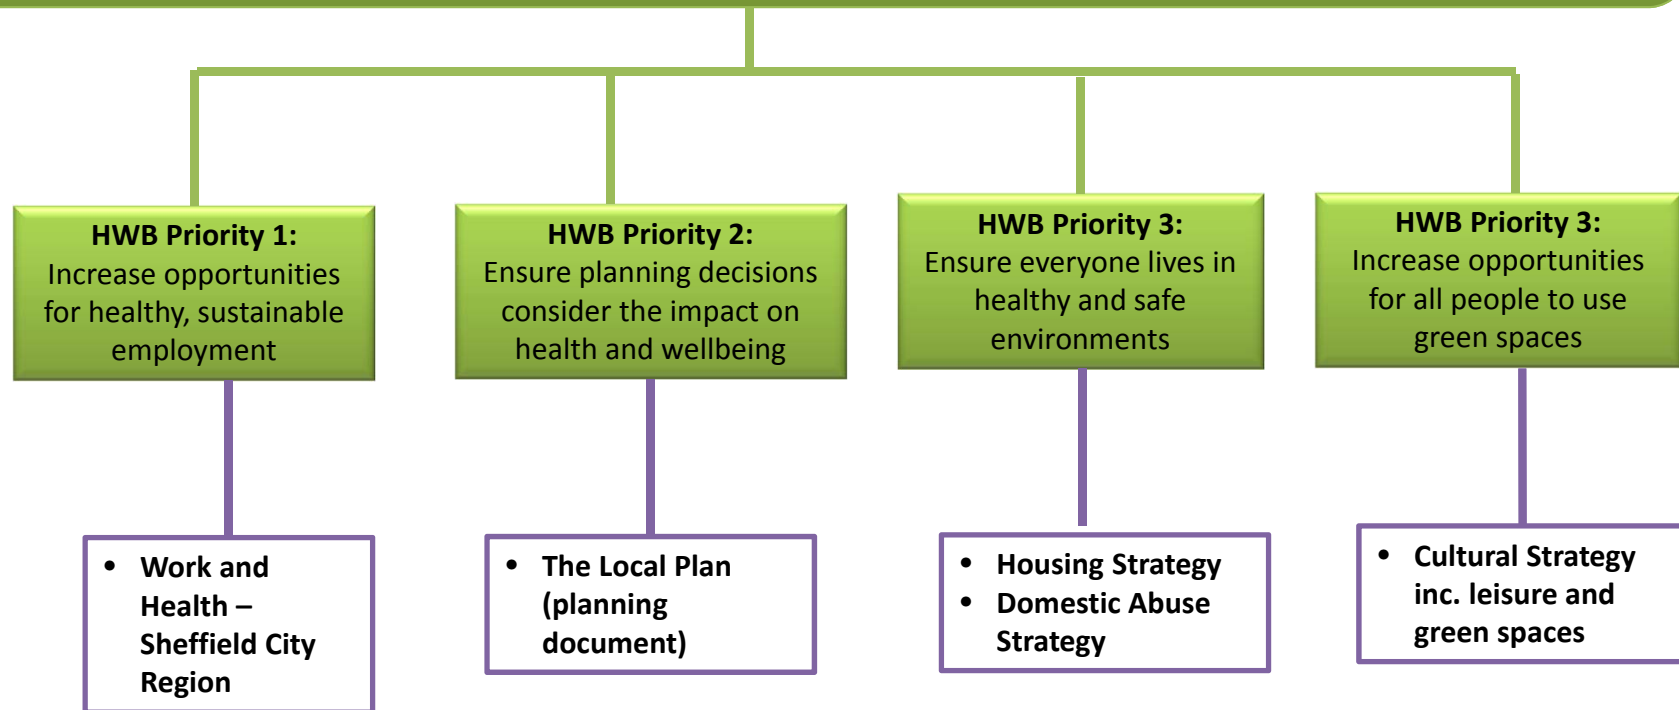 HWB Priority 1:
Increase opportunities
for healthy, sustainable
employment
HWB Priority 2:
Ensure planning decisions
consider the impact on
health and wellbeing
HWB Priority 3:
Ensure everyone lives in
healthy and safe
environments
HWB Priority 3:
Increase opportunities
for all people to use
green spaces
• Work and
Health –
Sheffield City
Region
• The Local Plan
(planning
document)
• Housing Strategy
• Domestic Abuse
Strategy
• Cultural Strategy
inc. leisure and
green spaces